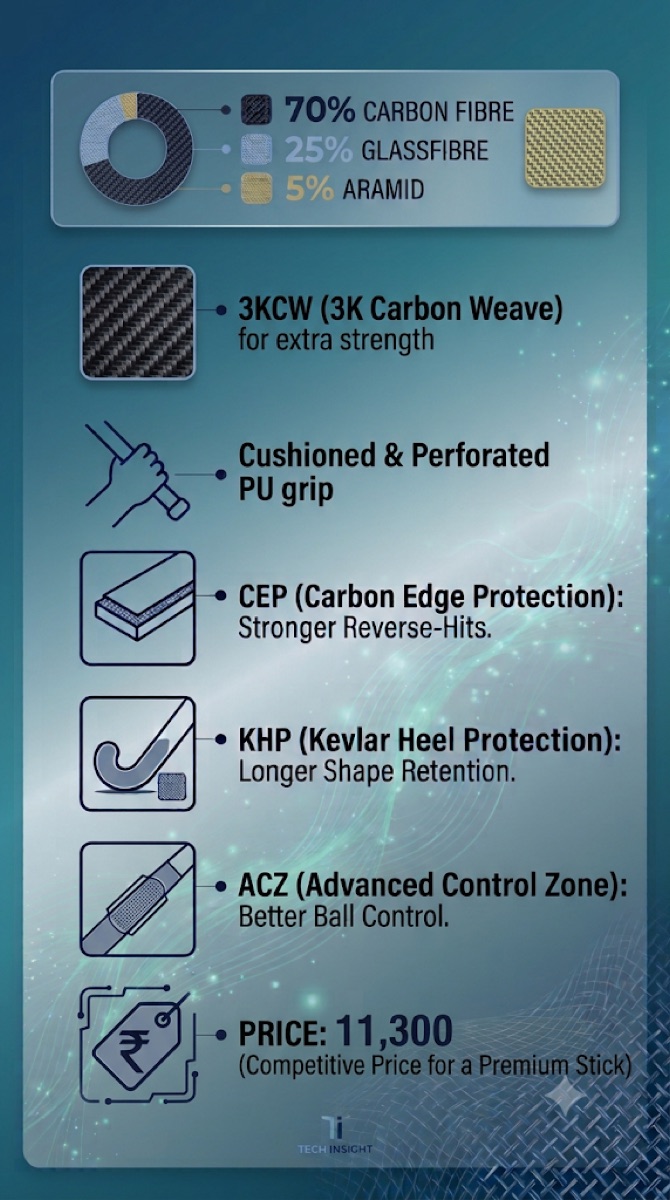 70% CARBON FIBRE
25% GLASSFIBRE
5% ARAMID
3KCW (3K Carbon Weave)
for extra strength
Cushioned & Perforated
PU grip
CEP (Carbon Edge Protection):
Stronger Reverse-Hits.
KHP (Kevlar Heel Protection):
Longer Shape Retention.
ACZ (Advanced Control Zone):
Better Ball Control.
₹
PRICE: 11,300
(Competitive Price for a Premium Stick)
Ti
TECH INSIGHT